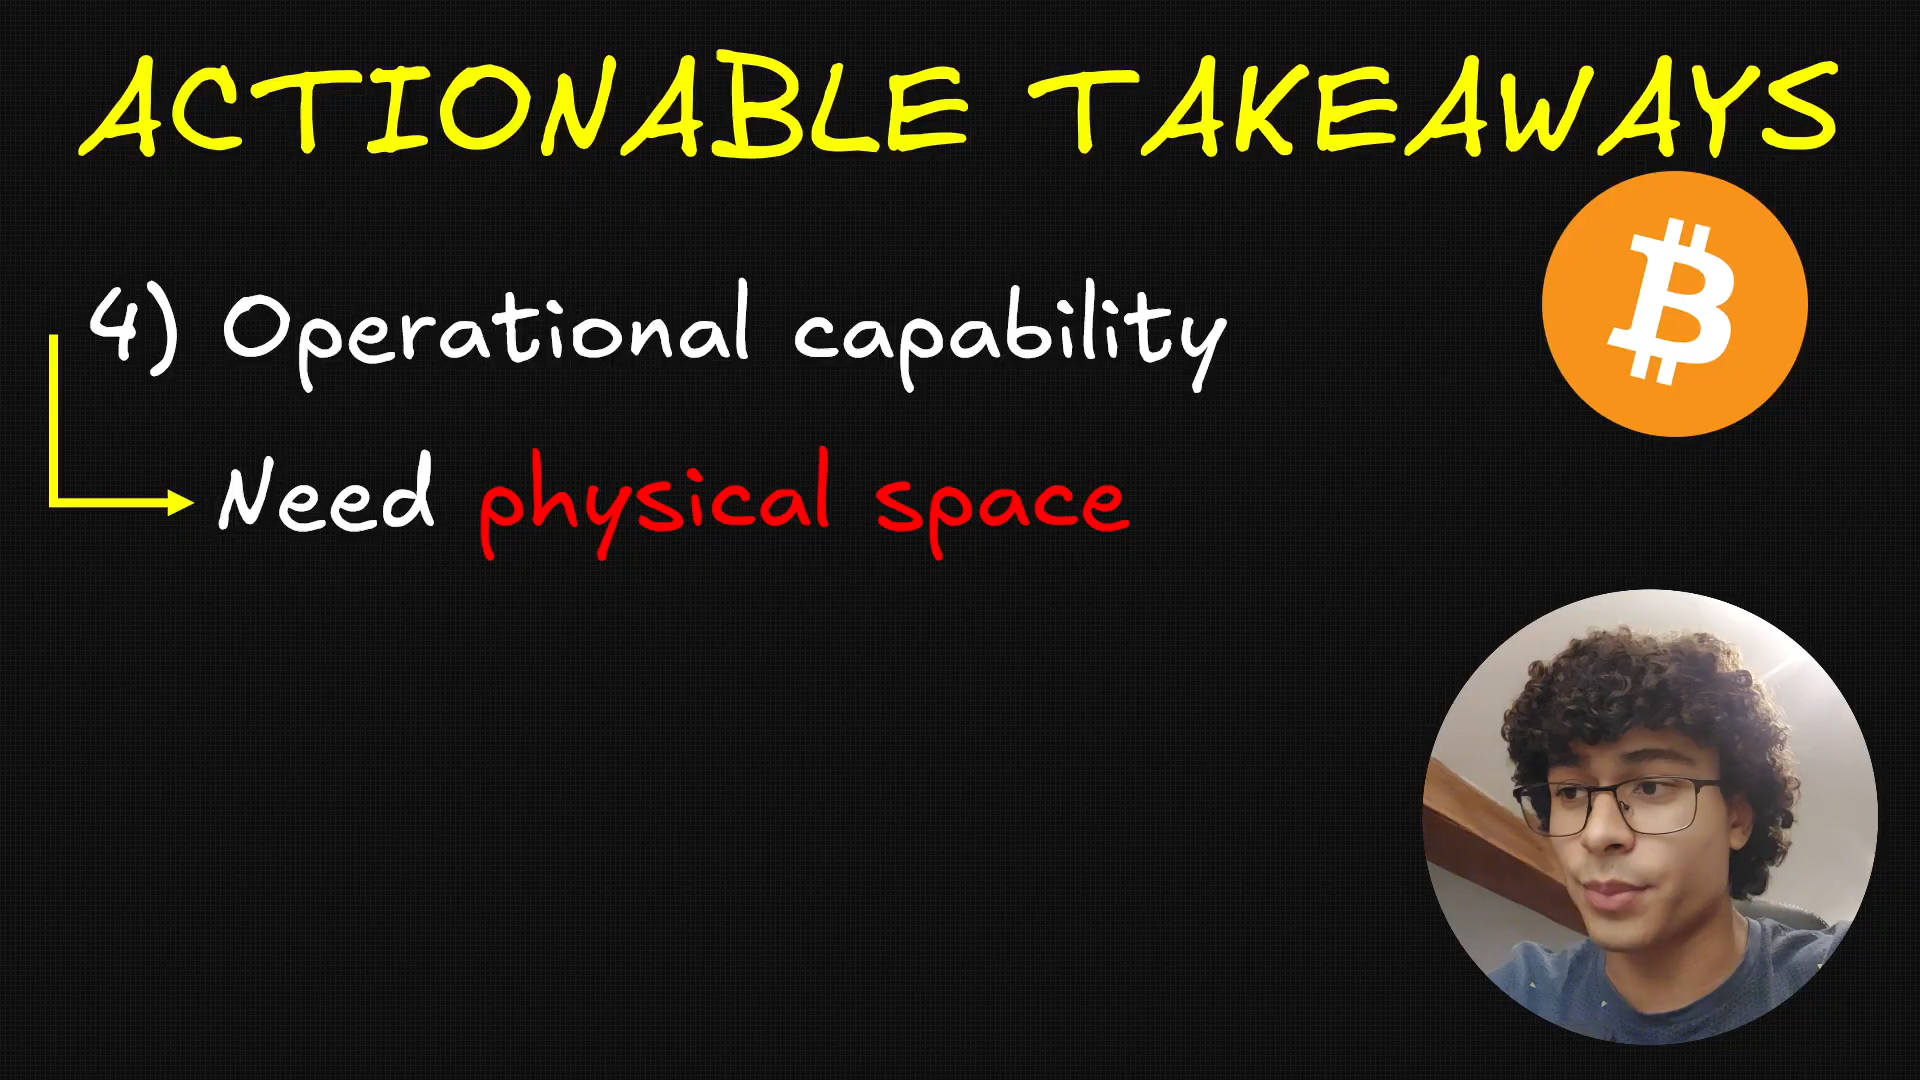 ACTIONABLE TAKEAWAYS
4) Operational capability
Need physical space